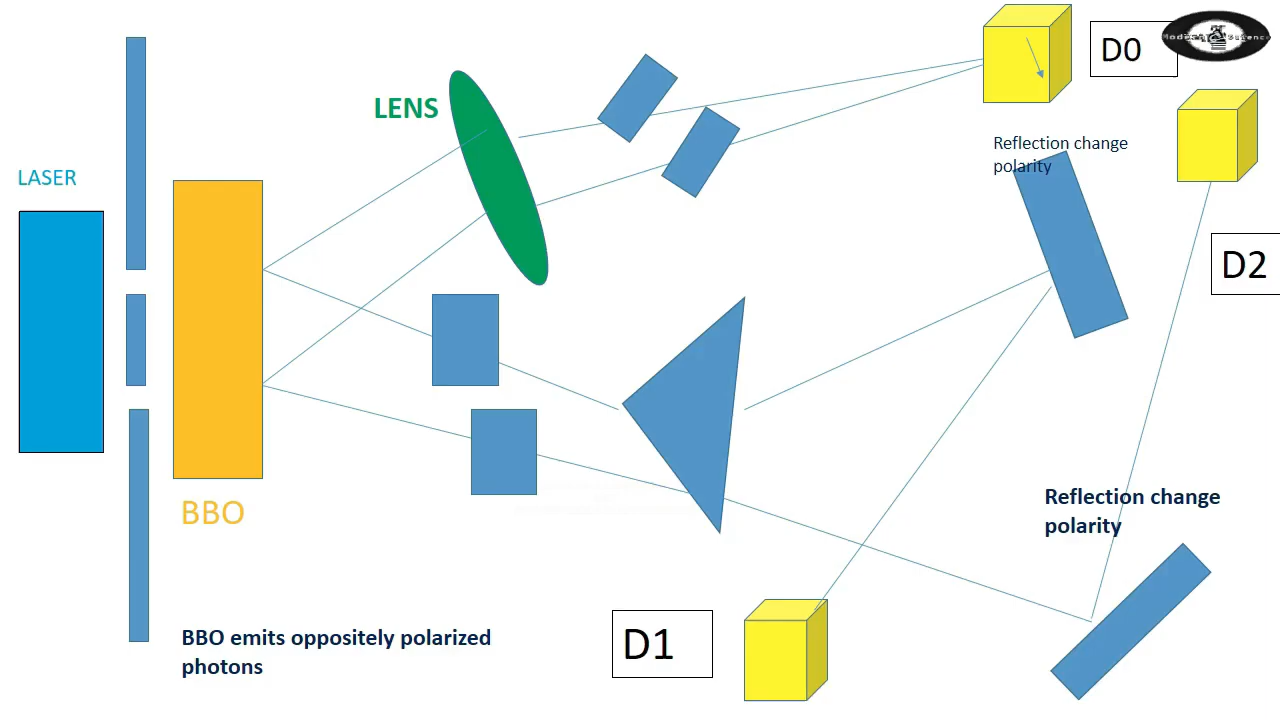 D0
LENS
Reflection change
polarity
LASER
D2
Reflection change
polarity
BBO
D1
BBO emits oppositely polarized
photons